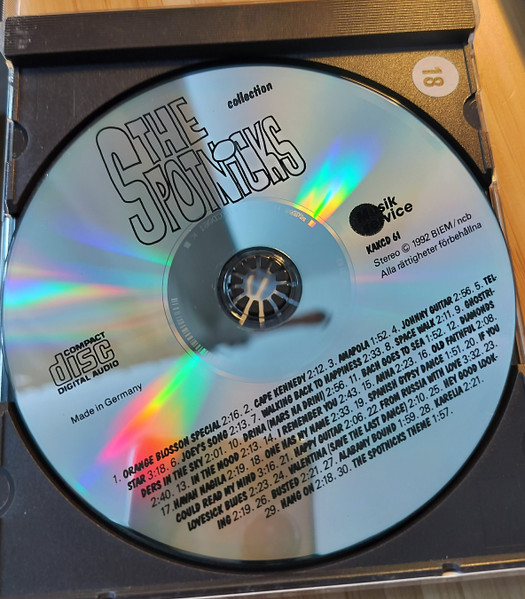 18
collection
THE
SPOTNICKS
KAKCD 61
Stereo © 1992 BIEM/ncb
Alla rättigheter förbehållna
COMPACT
disc
DIGITAL AUDIO
Made in Germany
1. ORANGE BLOSSON SPECIAL 2:16. 2. CAPE KENNEDY 2:12. 3. AMAPOLA 1:52. 4. JOHNNY GUITAR 2:56. 5. TEL-
STAR 3:18. 6. JOEY'S SONG 2:13. 7. WALKING BACK TO HAPPINESS 2:33. 8. SPACE WALK 2:11. 9. GHOSTRI-
DERS IN THE SKY 2:01. 10. DRINA (MARS NA DRINI) 2:56. 11. BACH GOES TO SEA 1:52. 12. DIAMONDS
2:40. 13. IN THE MOOD 2:13. 14. I REMEMBER YOU 2:43. 15. ANNA 2:23. 16. OLD FAITHFUL 2:08.
17. HAVAH NAGILA 2:19. 18. ONE HAS MY NAME 2:33. 19. SPANISH GYPSY DANCE 1:51. 20. IF YOU
COULD READ MY MIND 3:16. 21. HAPPY GUITAR 2:06. 22. FROM RUSSIA WITH LOVE 3:32. 23.
LOVESICK BLUES 2:23. 24. VALENTINA (SAVE THE LAST DANCE) 2:10. 25. HEY GOOD LOOK-
ING 2:19. 26. BUSTED 2:21. 27. ALABANY BOUND 1:59. 28. KARELIA 2:21.
29. HANG ON 2:18. 30. THE SPOTNICKS THEME 1:57.